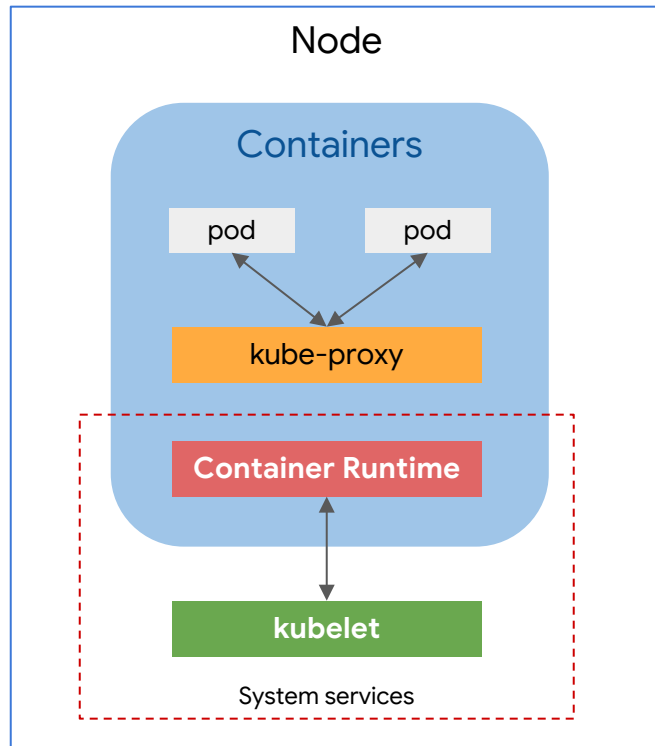 Node
Containers
pod
pod
kube-proxy
Container Runtime
kubelet
System services